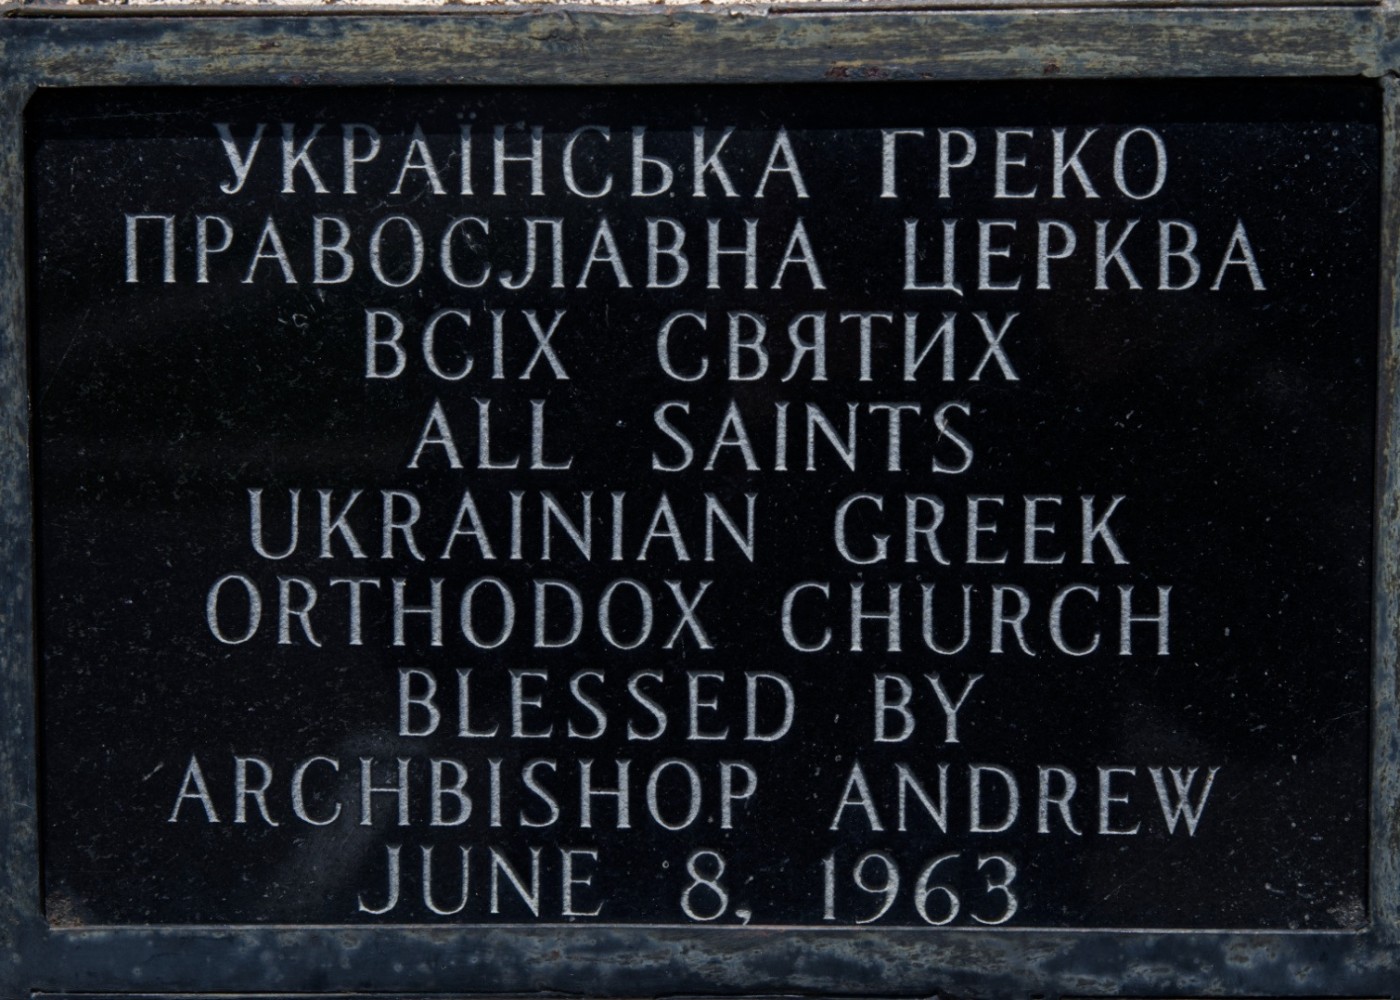 УКРАЇНСЬКА ГРЕКО
ПРАВОСЛАВНА ЦЕРКВА
ВСІХ СВЯТИХ
ALL SAINTS
UKRAINIAN GREEK
ORTHODOX CHURCH
BLESSED BY
ARCHBISHOP ANDREW
JUNE 8, 1963